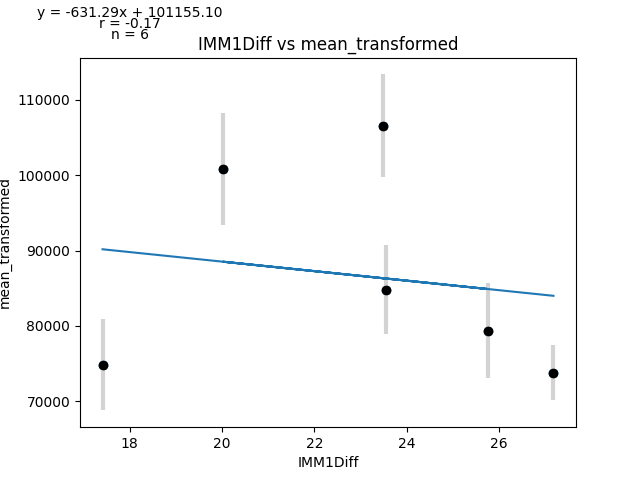 y = -631.29x + 101155.10
r = -0.17
n = 6
IMM1Diff vs mean_transformed
110000
100000
90000
80000
70000
mean_transformed
18 20 22 24 26
IMM1Diff